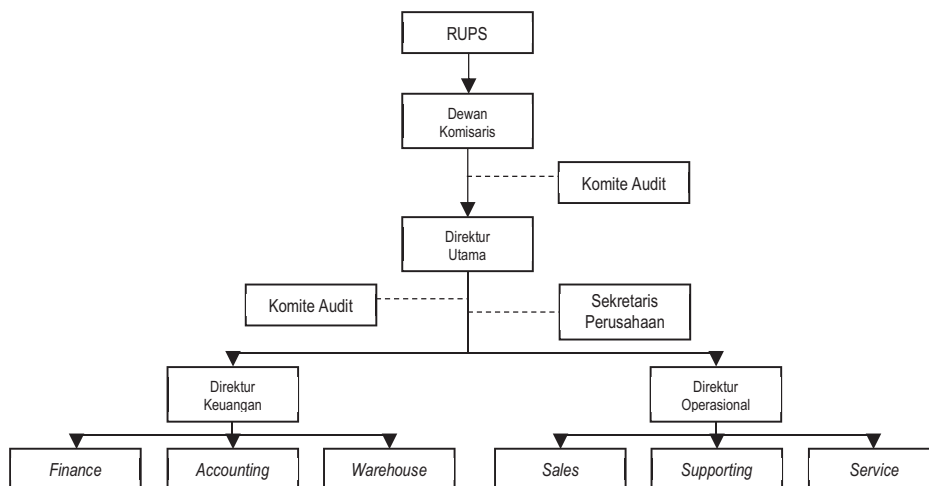 RUPS
Dewan
Komisaris
Komite Audit
Direktur
Utama
Komite Audit
Sekretaris
Perusahaan
Direktur
Keuangan
Direktur
Operasional
Finance
Accounting
Warehouse
Sales
Supporting
Service